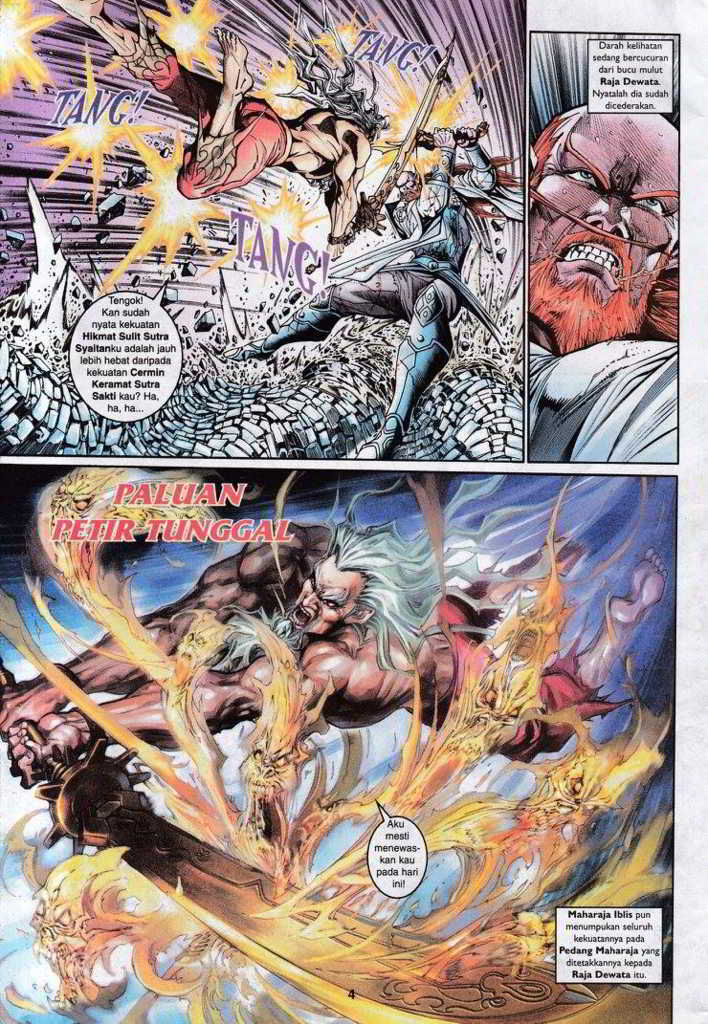 TANG!
TANG!
TANG!
Tengok!
Kan sudah
nyata kekuatan
Hikmat Sulit Sutra
Syaitanku adalah jauh
lebih hebat daripada
kekuatan Cermin
Keramat Sutra
Sakti kau? Ha,
ha, ha...
Darah kelihatan
sedang bercucuran
dari bucu mulut
Raja Dewata.
Nyatalah dia sudah
dicederakan.
PALUAN
PETIR TUNGGAL
Aku
mesti
menewas-
kan kau
pada hari
ini!
Maharaja Iblis pun
menumpukan seluruh
kekuatannya pada
Pedang Maharaja yang
ditetakkannya kepada
Raja Dewata itu.
4